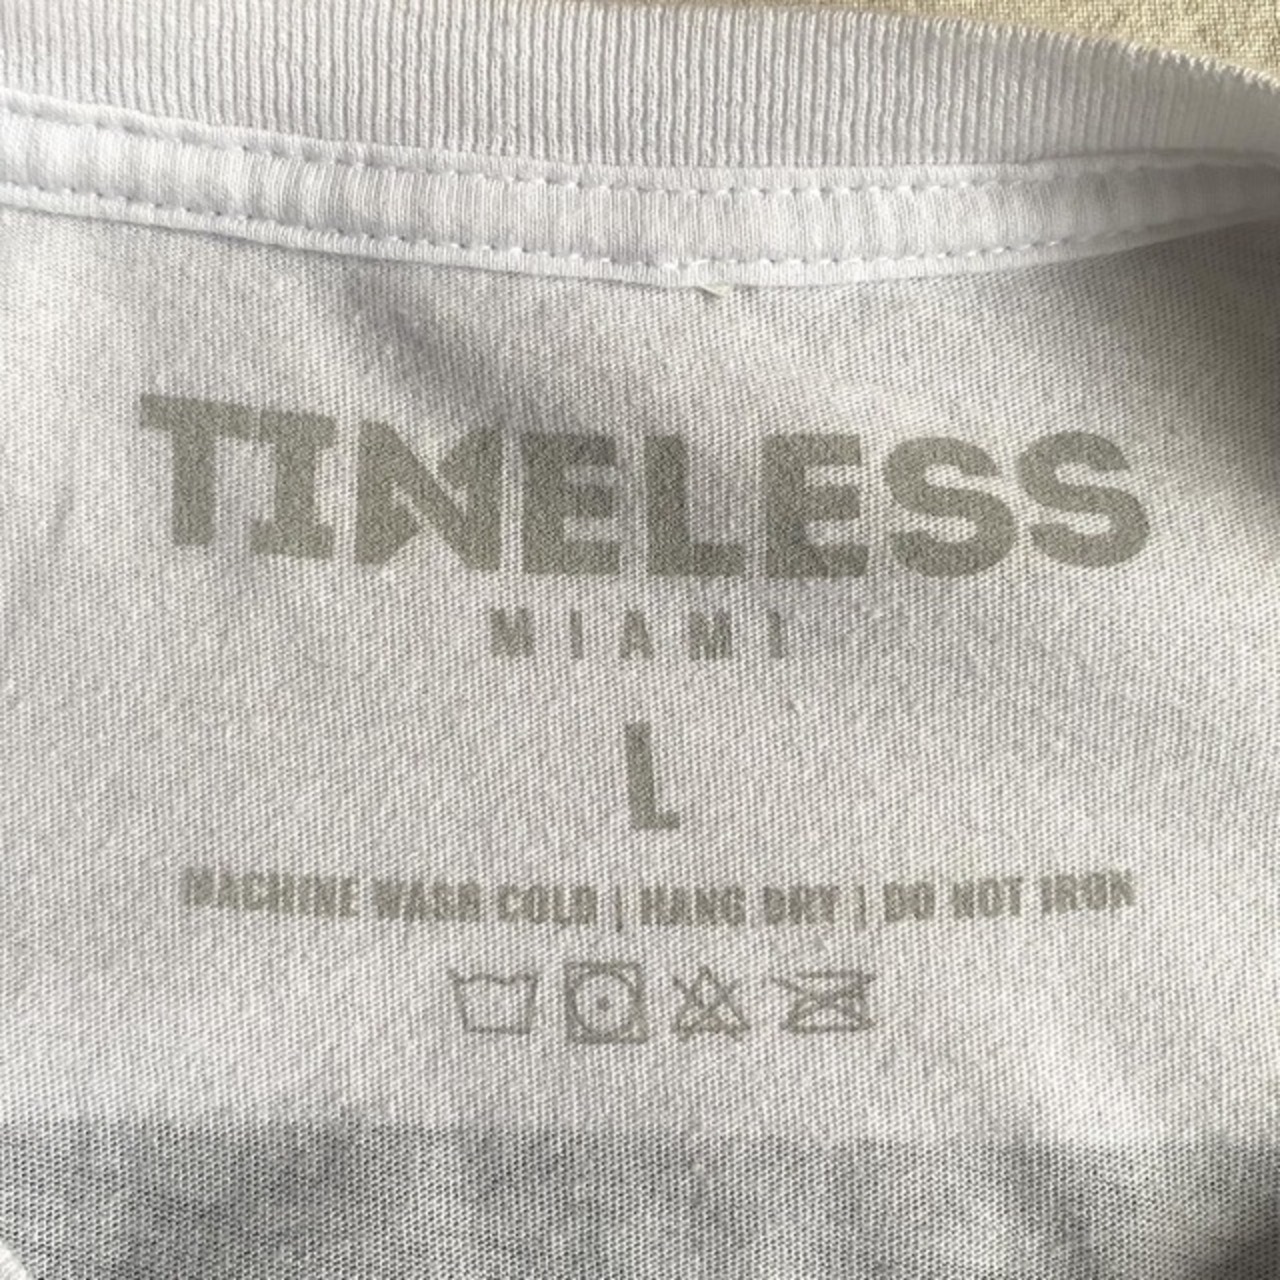 TIMELESS
MIAMI
L
MACHINE WASH COLD | HANG DRY | DO NOT IRON